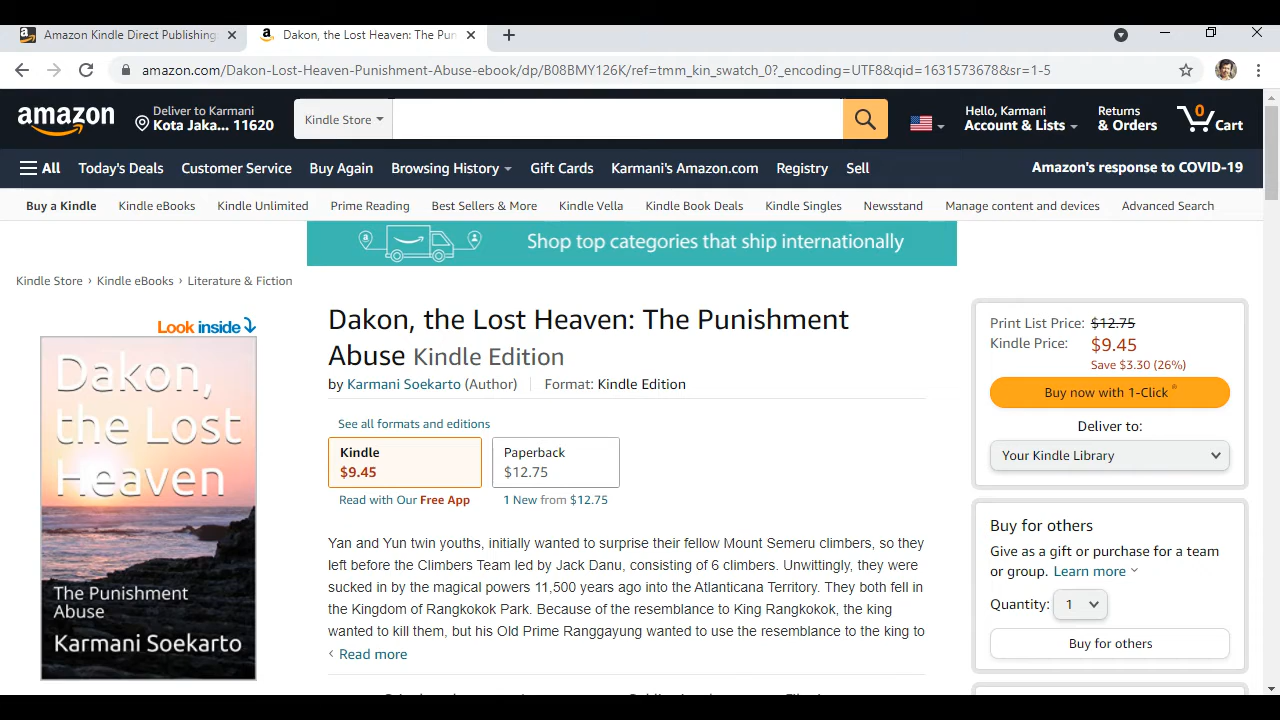 Amazon Kindle Direct Publishing:
Dakon, the Lost Heaven: The Pun
amazon.com/Dakon-Lost-Heaven-Punishment-Abuse-ebook/dp/B08BMY126K/ref=tmm_kin_swatch_0?_encoding=UTF8&qid=1631573678&sr=1-5
amazon
Deliver to Karmani
Kota Jaka... 11620
Kindle Store
Hello, Karmani
Account & Lists
Returns
& Orders
0
Cart
All Today's Deals Customer Service Buy Again Browsing History Gift Cards Karmani's Amazon.com Registry Sell Amazon's response to COVID-19
Buy a Kindle Kindle eBooks Kindle Unlimited Prime Reading Best Sellers & More Kindle Vella Kindle Book Deals Kindle Singles Newsstand Manage content and devices Advanced Search
Shop top categories that ship internationally
Kindle Store › Kindle eBooks › Literature & Fiction
Look inside
Dakon,
the Lost
Heaven
The Punishment
Abuse
Karmani Soekarto
Dakon, the Lost Heaven: The Punishment
Abuse Kindle Edition
by Karmani Soekarto (Author) Format: Kindle Edition
See all formats and editions
Kindle
$9.45
Paperback
$12.75
Read with Our Free App
1 New from $12.75
Yan and Yun twin youths, initially wanted to surprise their fellow Mount Semeru climbers, so they
left before the Climbers Team led by Jack Danu, consisting of 6 climbers. Unwittingly, they were
sucked in by the magical powers 11,500 years ago into the Atlanticana Territory. They both fell in
the Kingdom of Rangkokok Park. Because of the resemblance to King Rangkokok, the king
wanted to kill them, but his Old Prime Ranggayung wanted to use the resemblance to the king to
‹ Read more
Print List Price: $12.75
Kindle Price: $9.45
Save $3.30 (26%)
Buy now with 1-Click ®
Deliver to:
Your Kindle Library
Buy for others
Give as a gift or purchase for a team
or group. Learn more
Quantity: 1
Buy for others